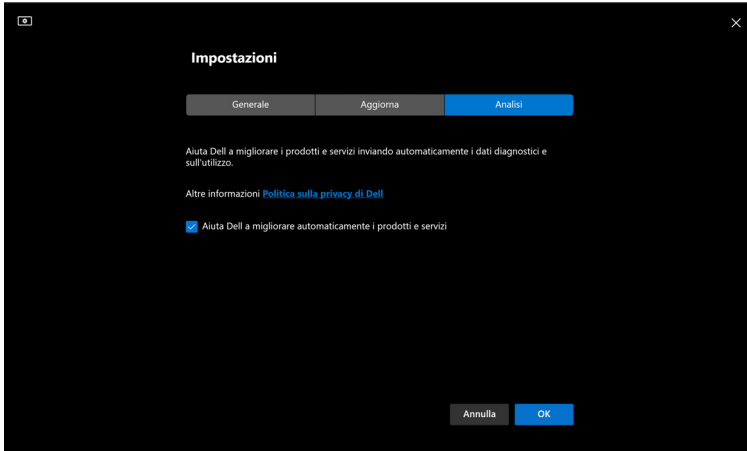 Impostazioni
Generale
Aggiorna
Analisi
Aiuta Dell a migliorare i prodotti e servizi inviando automaticamente i dati diagnostici e
sull'utilizzo.
Altre informazioni Politica sulla privacy di Dell
Aiuta Dell a migliorare automaticamente i prodotti e servizi
Annulla
OK